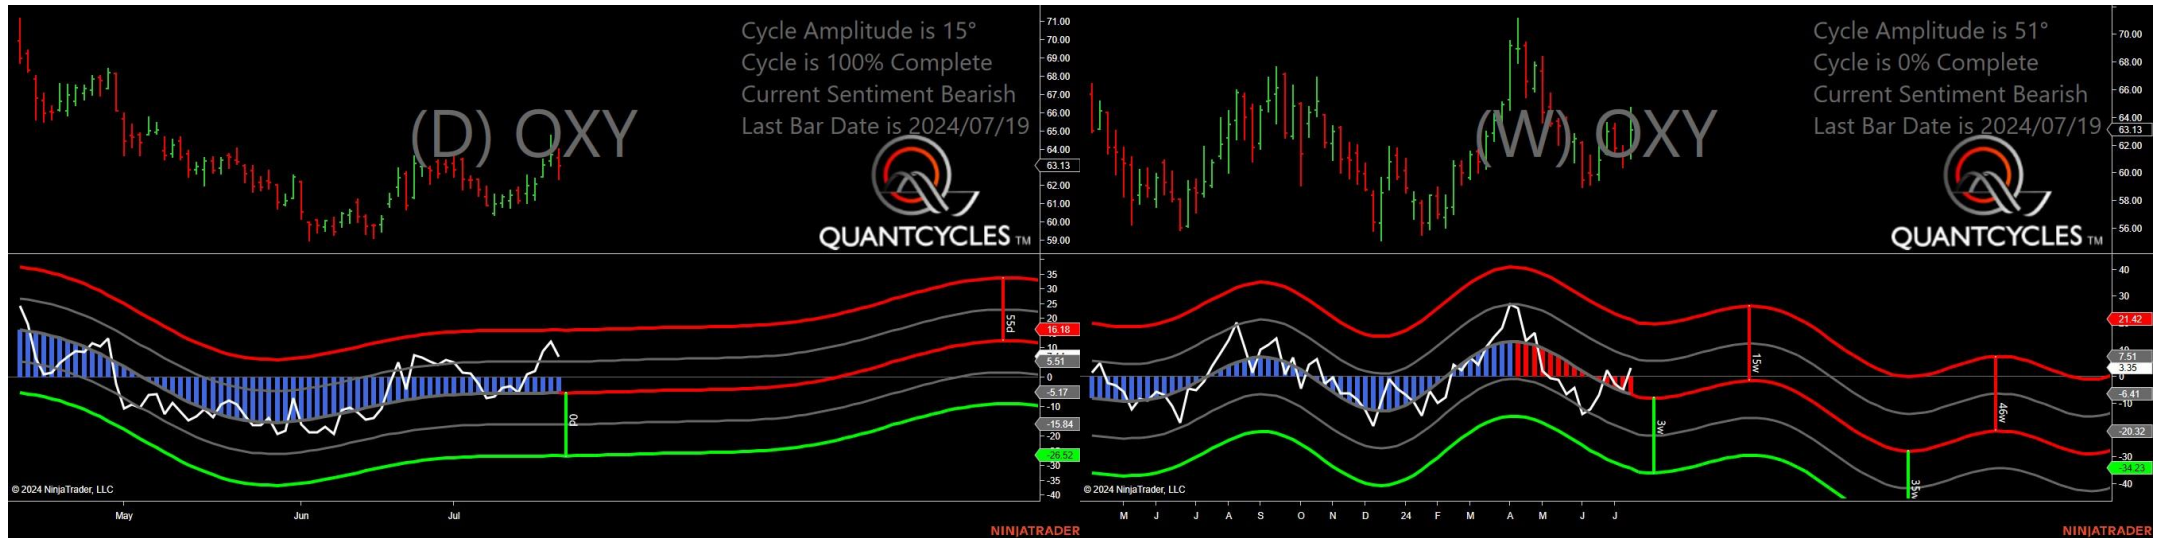 Cycle Amplitude is 15°
Cycle is 100% Complete
Current Sentiment Bearish
Last Bar Date is 2024/07/19
(D) OXY
QUANTCYCLES TM
71.00
70.00
69.00
68.00
67.00
66.00
65.00
64.00
63.13
62.00
61.00
60.00
59.00
35
30
25
20
16.18
10
5.51
0
-5.17
-10
-15.84
-20
-26.52
-30
-35
-40
55d
0d
© 2024 NinjaTrader, LLC
May Jun Jul
NINJATRADER
Cycle Amplitude is 51°
Cycle is 0% Complete
Current Sentiment Bearish
Last Bar Date is 2024/07/19
(W) OXY
QUANTCYCLES TM
70.00
68.00
66.00
64.00
63.13
62.00
60.00
58.00
56.00
40
30
21.42
7.51
3.35
0
-6.41
-10
-20.32
-30
-34.23
-40
15w
3w
46w
35w
© 2024 NinjaTrader, LLC
M J J A S O N D 24 F M A M J J
NINJATRADER